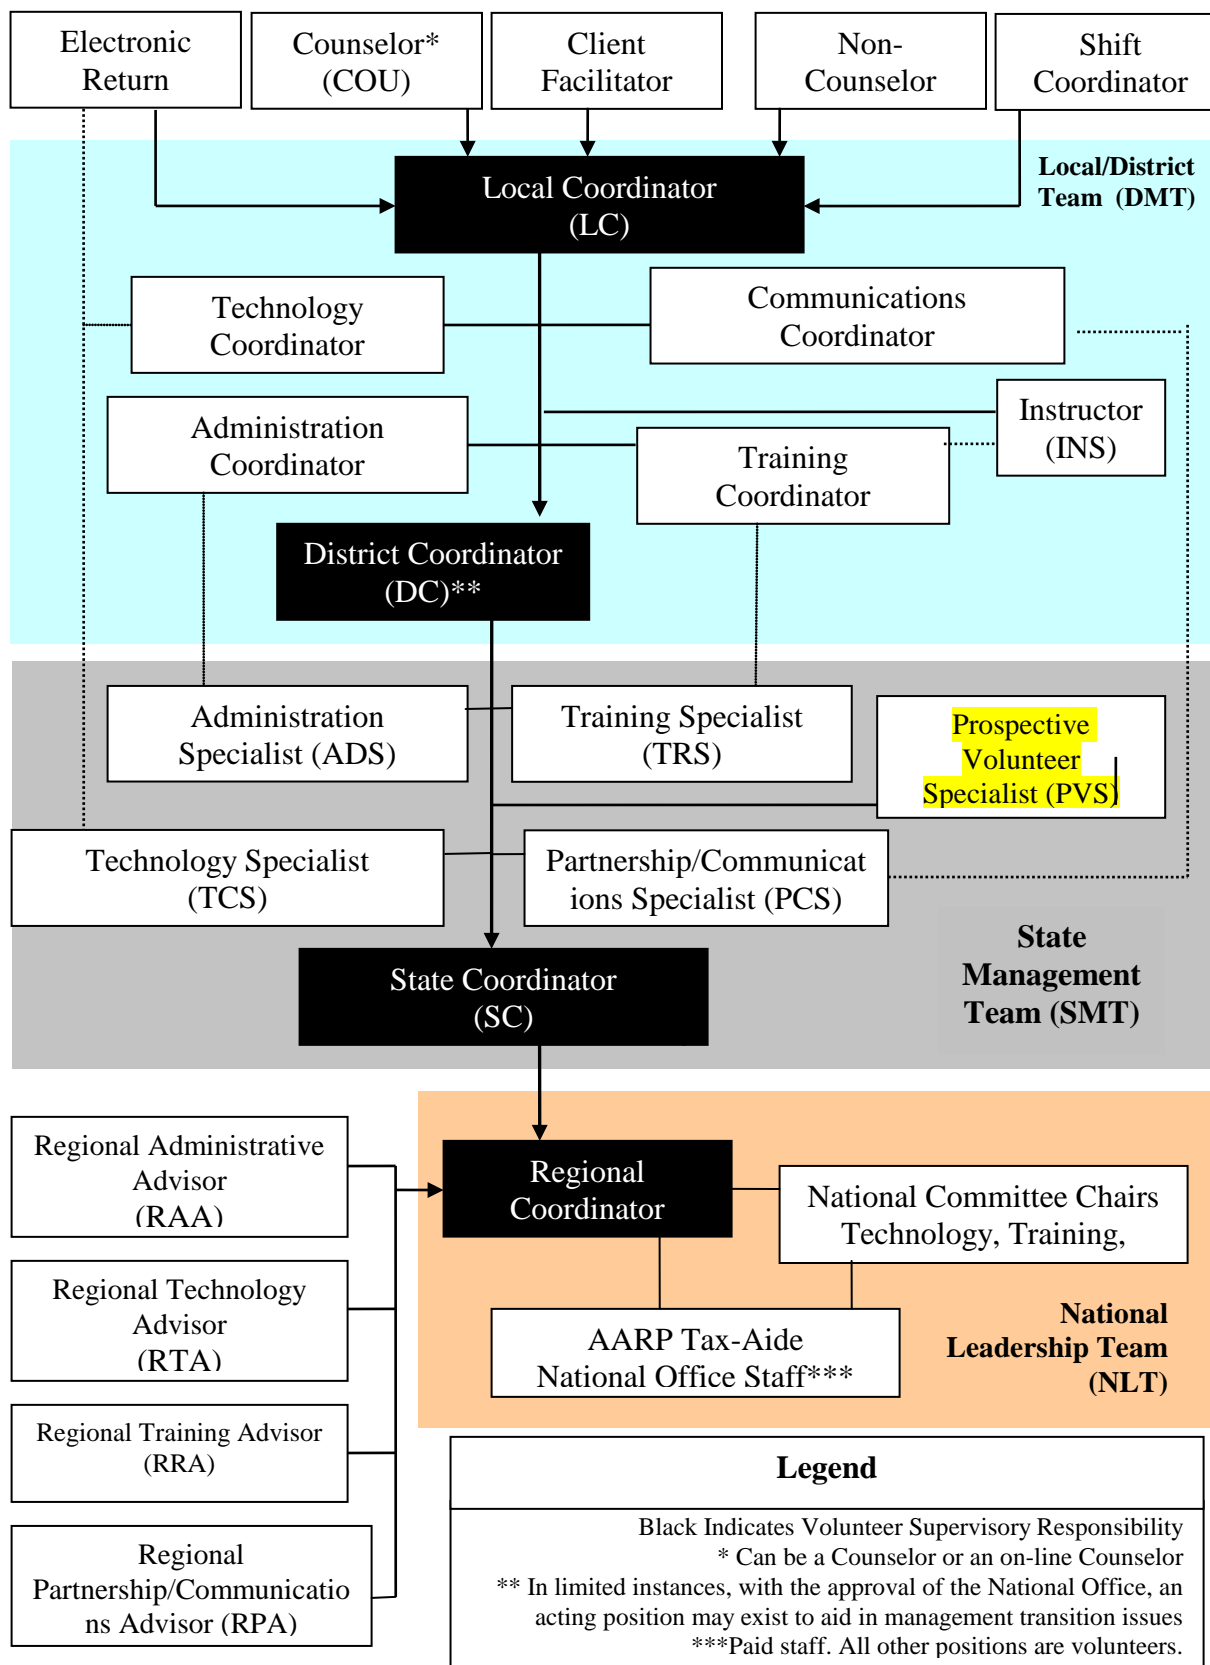 Electronic
Return
Counselor*
(COU)
Client
Facilitator
Non-
Counselor
Shift
Coordinator
Local/District
Team (DMT)
Local Coordinator
(LC)
Technology
Coordinator
Communications
Coordinator
Administration
Coordinator
Instructor
(INS)
Training
Coordinator
District Coordinator
(DC)**
Administration
Specialist (ADS)
Training Specialist
(TRS)
Prospective
Volunteer
Specialist (PVS)
Technology Specialist
(TCS)
Partnership/Communicat
ions Specialist (PCS)
State
Management
Team (SMT)
State Coordinator
(SC)
Regional Administrative
Advisor
(RAA)
Regional
Coordinator
National Committee Chairs
Technology, Training,
Regional Technology
Advisor
(RTA)
AARP Tax-Aide
National Office Staff***
National
Leadership Team
(NLT)
Regional Training Advisor
(RRA)
Regional
Partnership/Communicatio
ns Advisor (RPA)
Legend
Black Indicates Volunteer Supervisory Responsibility
* Can be a Counselor or an on-line Counselor
** In limited instances, with the approval of the National Office, an
acting position may exist to aid in management transition issues
***Paid staff. All other positions are volunteers.